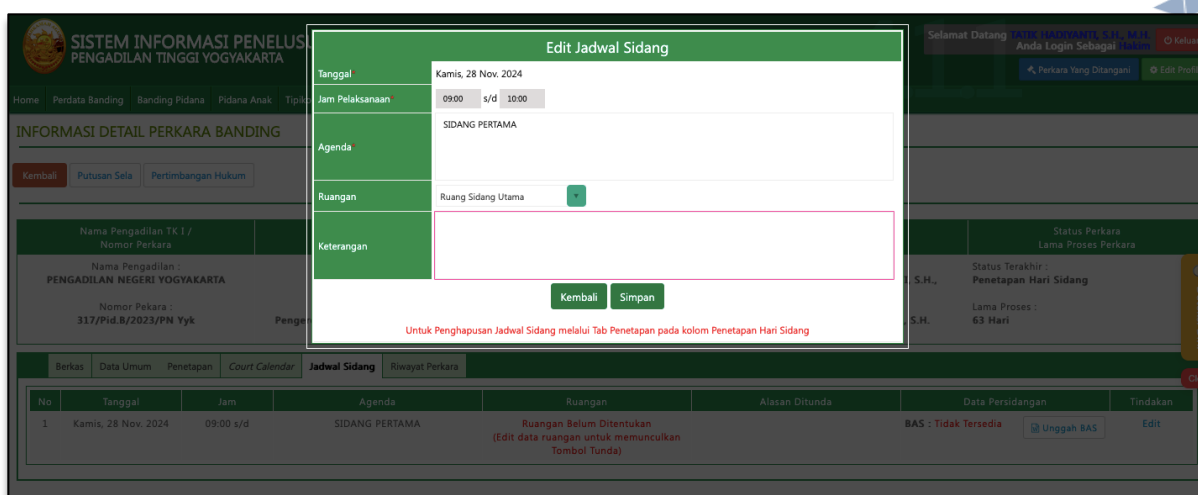 SISTEM INFORMASI PENELUS
PENGADILAN TINGGI YOGYAKARTA
Selamat Datang TATIK HADIYANTI, S.H., M.H.
Anda Login Sebagai Hakim
Keluar
Perkara Yang Ditangani
Edit Profil
Home Perdata Banding Banding Pidana Pidana Anak Tipiko
INFORMASI DETAIL PERKARA BANDING
Kembali Putusan Sela Pertimbangan Hukum
Edit Jadwal Sidang
Tanggal* Kamis, 28 Nov. 2024
Jam Pelaksanaan* 09:00 s/d 10:00
Agenda* SIDANG PERTAMA
Ruangan Ruang Sidang Utama
Keterangan
Kembali Simpan
Untuk Penghapusan Jadwal Sidang melalui Tab Penetapan pada kolom Penetapan Hari Sidang
Nama Pengadilan TK I /
Nomor Perkara
Status Perkara
Lama Proses Perkara
Nama Pengadilan :
PENGADILAN NEGERI YOGYAKARTA
Nomor Pekara :
317/Pid.B/2023/PN Yyk
Penger
S.H.,
S.H.
Status Terakhir :
Penetapan Hari Sidang
Lama Proses :
63 Hari
Berkas Data Umum Penetapan Court Calendar Jadwal Sidang Riwayat Perkara
No Tanggal Jam Agenda Ruangan Alasan Ditunda Data Persidangan Tindakan
1 Kamis, 28 Nov. 2024 09:00 s/d SIDANG PERTAMA Ruangan Belum Ditentukan BAS : Tidak Tersedia Unggah BAS Edit
(Edit data ruangan untuk memunculkan
Tombol Tunda)